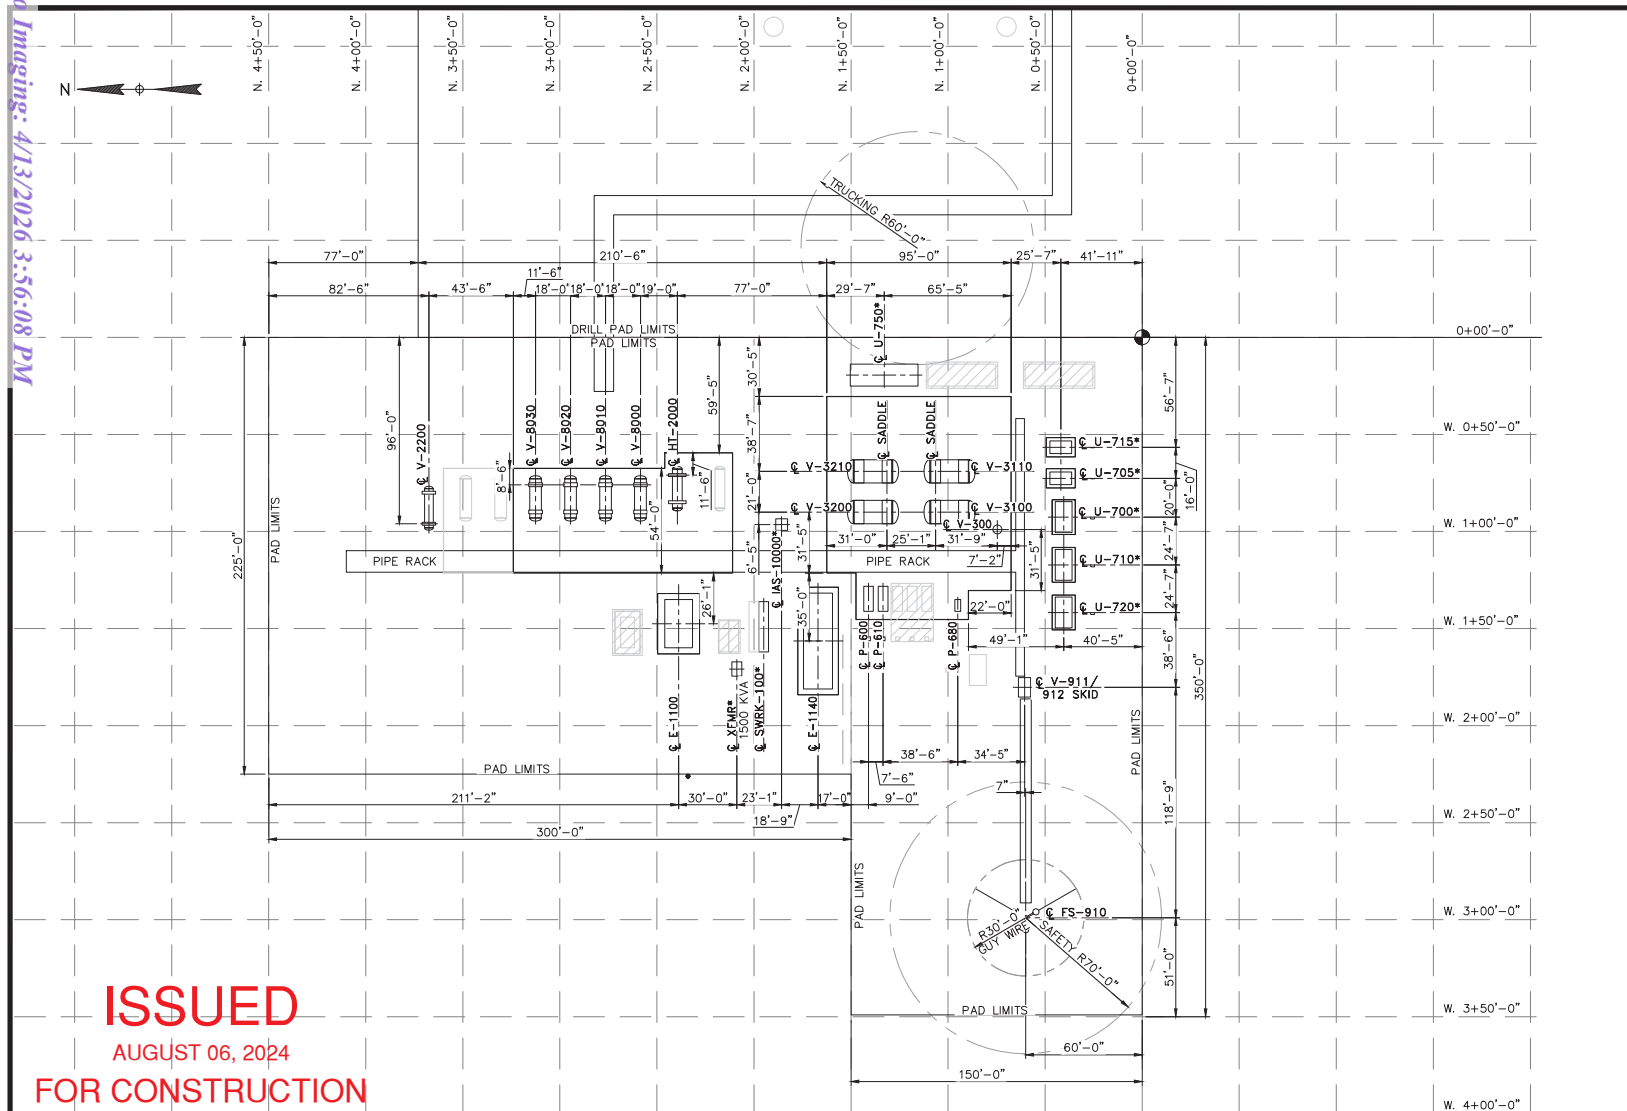 o Imaging: 4/13/2026 3:56:08 PM
N
N. 4+50'-0"
N. 4+00'-0"
N. 3+50'-0"
N. 3+00'-0"
N. 2+50'-0"
N. 2+00'-0"
N. 1+50'-0"
N. 1+00'-0"
N. 0+50'-0"
0+00'-0"
TRUCKING R60'-0"
77'-0"
210'-6"
95'-0"
25'-7"
41'-11"
11'-6"
82'-6"
43'-6"
18'-0"
18'-0"
18'-0"
19'-0"
77'-0"
29'-7"
65'-5"
DRILL PAD LIMITS
PAD LIMITS
0+00'-0"
W. 0+50'-0"
W. 1+00'-0"
W. 1+50'-0"
W. 2+00'-0"
W. 2+50'-0"
W. 3+00'-0"
W. 3+50'-0"
W. 4+00'-0"
℄ U-750*
96'-0"
℄ V-2200
8'-6"
℄ V-8030
℄ V-8020
℄ V-8010
℄ V-8000
℄ HT-2000
59'-5"
11'-6"
54'-0"
30'-5"
38'-7"
21'-0"
6'-5"
31'-5"
35'-0"
℄ SADDLE
℄ SADDLE
℄ V-3210
℄ V-3110
℄ V-3200
℄ V-3100
℄ V-300
31'-0"
25'-1"
31'-9"
7'-2"
31'-5"
℄ U-715*
℄ U-705*
℄ U-700*
℄ U-710*
℄ U-720*
56'-7"
16'-0"
20'-0"
24'-7"
24'-7"
38'-6"
350'-0"
118'-9"
51'-0"
225'-0"
PAD LIMITS
PIPE RACK
PIPE RACK
26'-1"
℄ IAS-10000*
22'-0"
49'-1"
40'-5"
℄ P-600
℄ P-610
℄ P-680
℄ V-911/
912 SKID
℄ E-1100
℄ XFMR*
1500 KVA
℄ SWRK-100*
℄ E-1140
PAD LIMITS
38'-6"
34'-5"
7'-6"
9'-0"
7"
PAD LIMITS
211'-2"
30'-0"
23'-1"
17'-0"
18'-9"
300'-0"
PAD LIMITS
R30'-0"
GUY WIRE
℄ FS-910
SAFETY R70'-0"
PAD LIMITS
60'-0"
150'-0"
ISSUED
AUGUST 06, 2024
FOR CONSTRUCTION